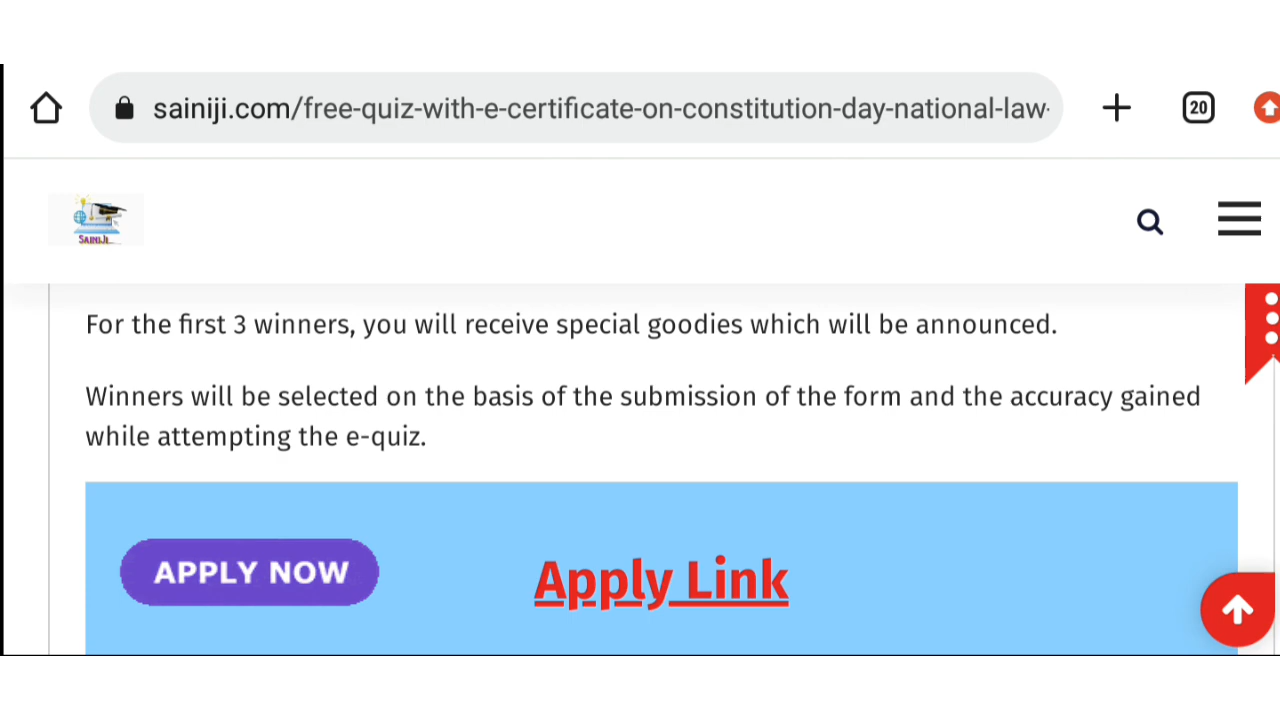 sainiji.com/free-quiz-with-e-certificate-on-constitution-day-national-law-
20
SAINIJI
For the first 3 winners, you will receive special goodies which will be announced.
Winners will be selected on the basis of the submission of the form and the accuracy gained
while attempting the e-quiz.
APPLY NOW
Apply Link